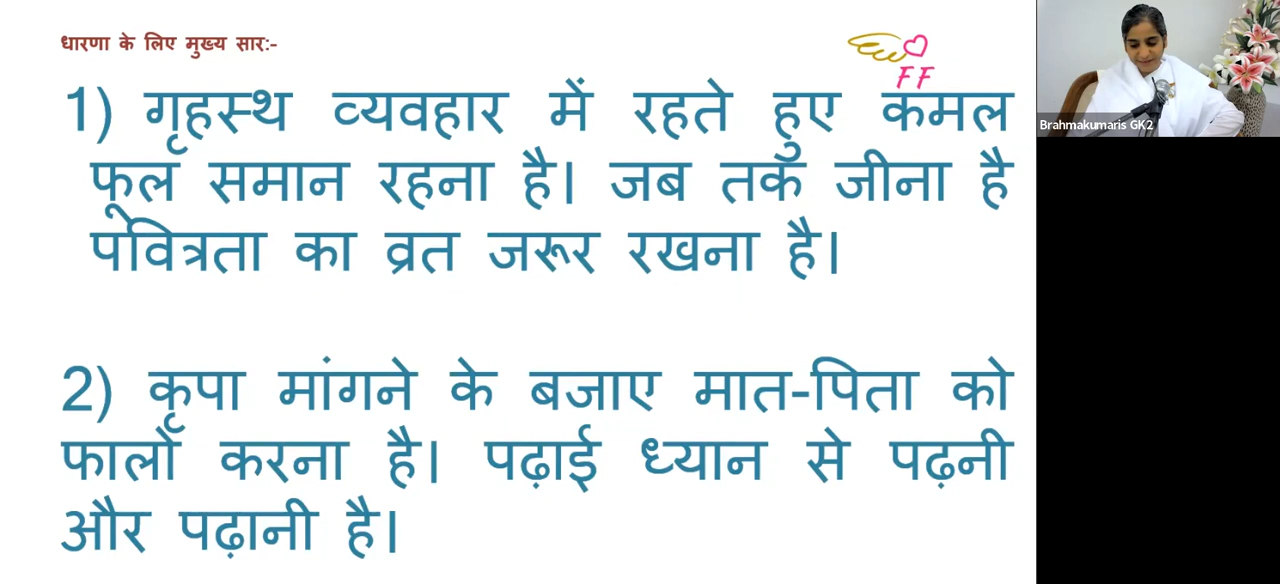 धारणा के लिए मुख्य सार:-
FF
1) गृहस्थ व्यवहार में रहते हुए कमल
फूल समान रहना है। जब तक जीना है
पवित्रता का व्रत जरूर रखना है।
2) कृपा मांगने के बजाए मात-पिता को
फालो करना है। पढ़ाई ध्यान से पढ़नी
और पढ़ानी है।
Brahmakumaris GK2